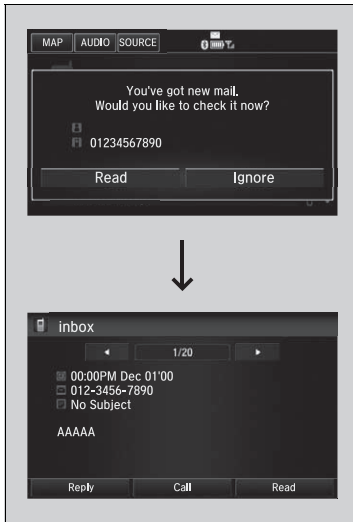 MAP AUDIO SOURCE
You've got new mail.
Would you like to check it now?
01234567890
Read Ignore
inbox
1/20
00:00PM Dec 01'00
012-3456-7890
No Subject
AAAAA
Reply Call Read